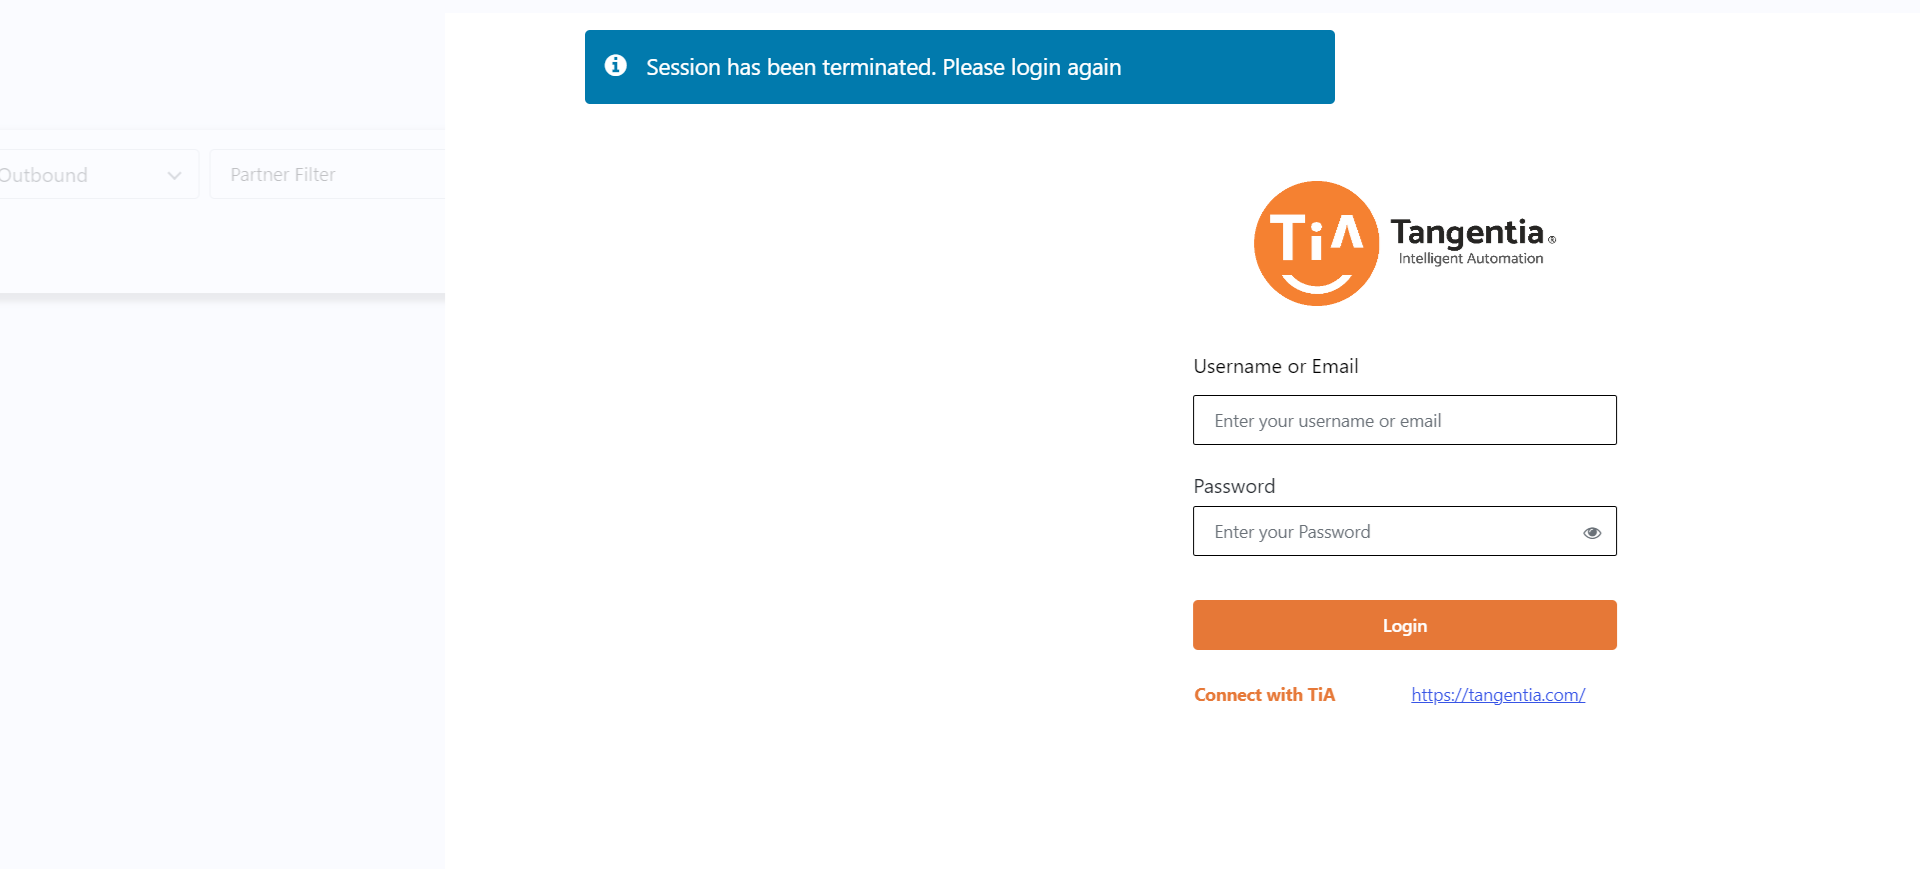 Session has been terminated. Please login again
Outbound
Partner Filter
TiA
Tangentia®
Intelligent Automation
Username or Email
Enter your username or email
Password
Enter your Password
Login
Connect with TiA
https://tangentia.com/